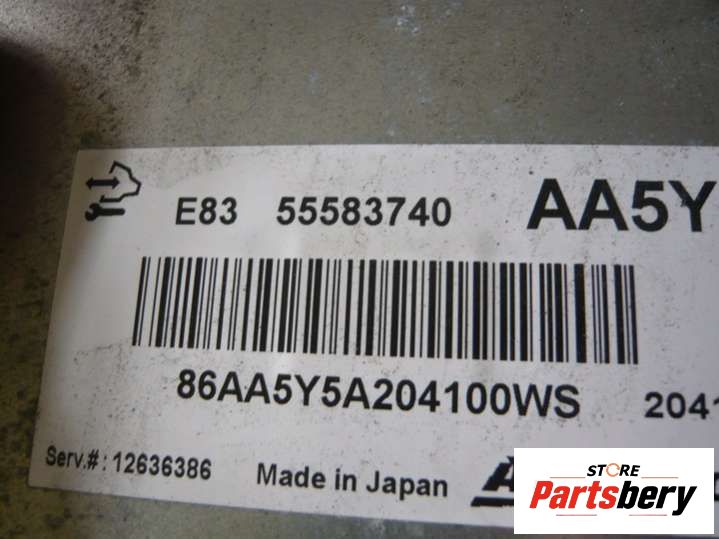 E83 55583740 AA5Y
86AA5Y5A204100WS 2041
Serv.#: 12636386 Made in Japan
STORE
Partsbery